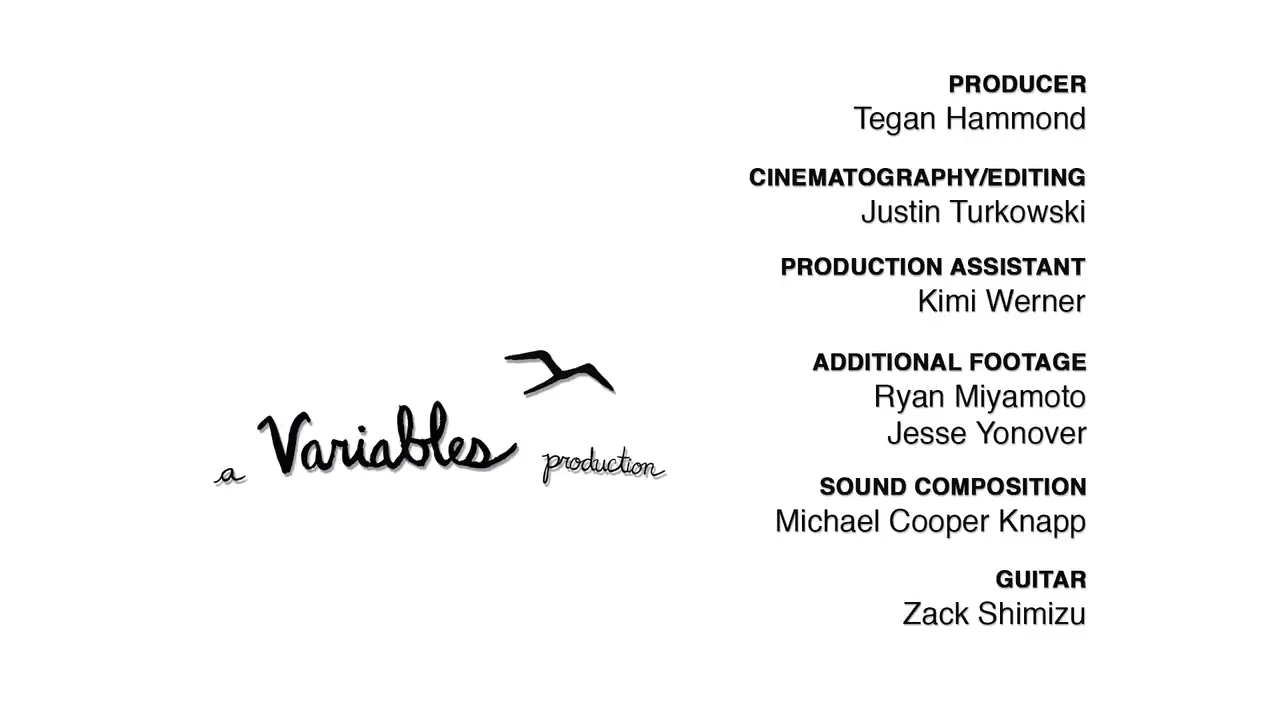 a Variables production
PRODUCER
Tegan Hammond
CINEMATOGRAPHY/EDITING
Justin Turkowski
PRODUCTION ASSISTANT
Kimi Werner
ADDITIONAL FOOTAGE
Ryan Miyamoto
Jesse Yonover
SOUND COMPOSITION
Michael Cooper Knapp
GUITAR
Zack Shimizu